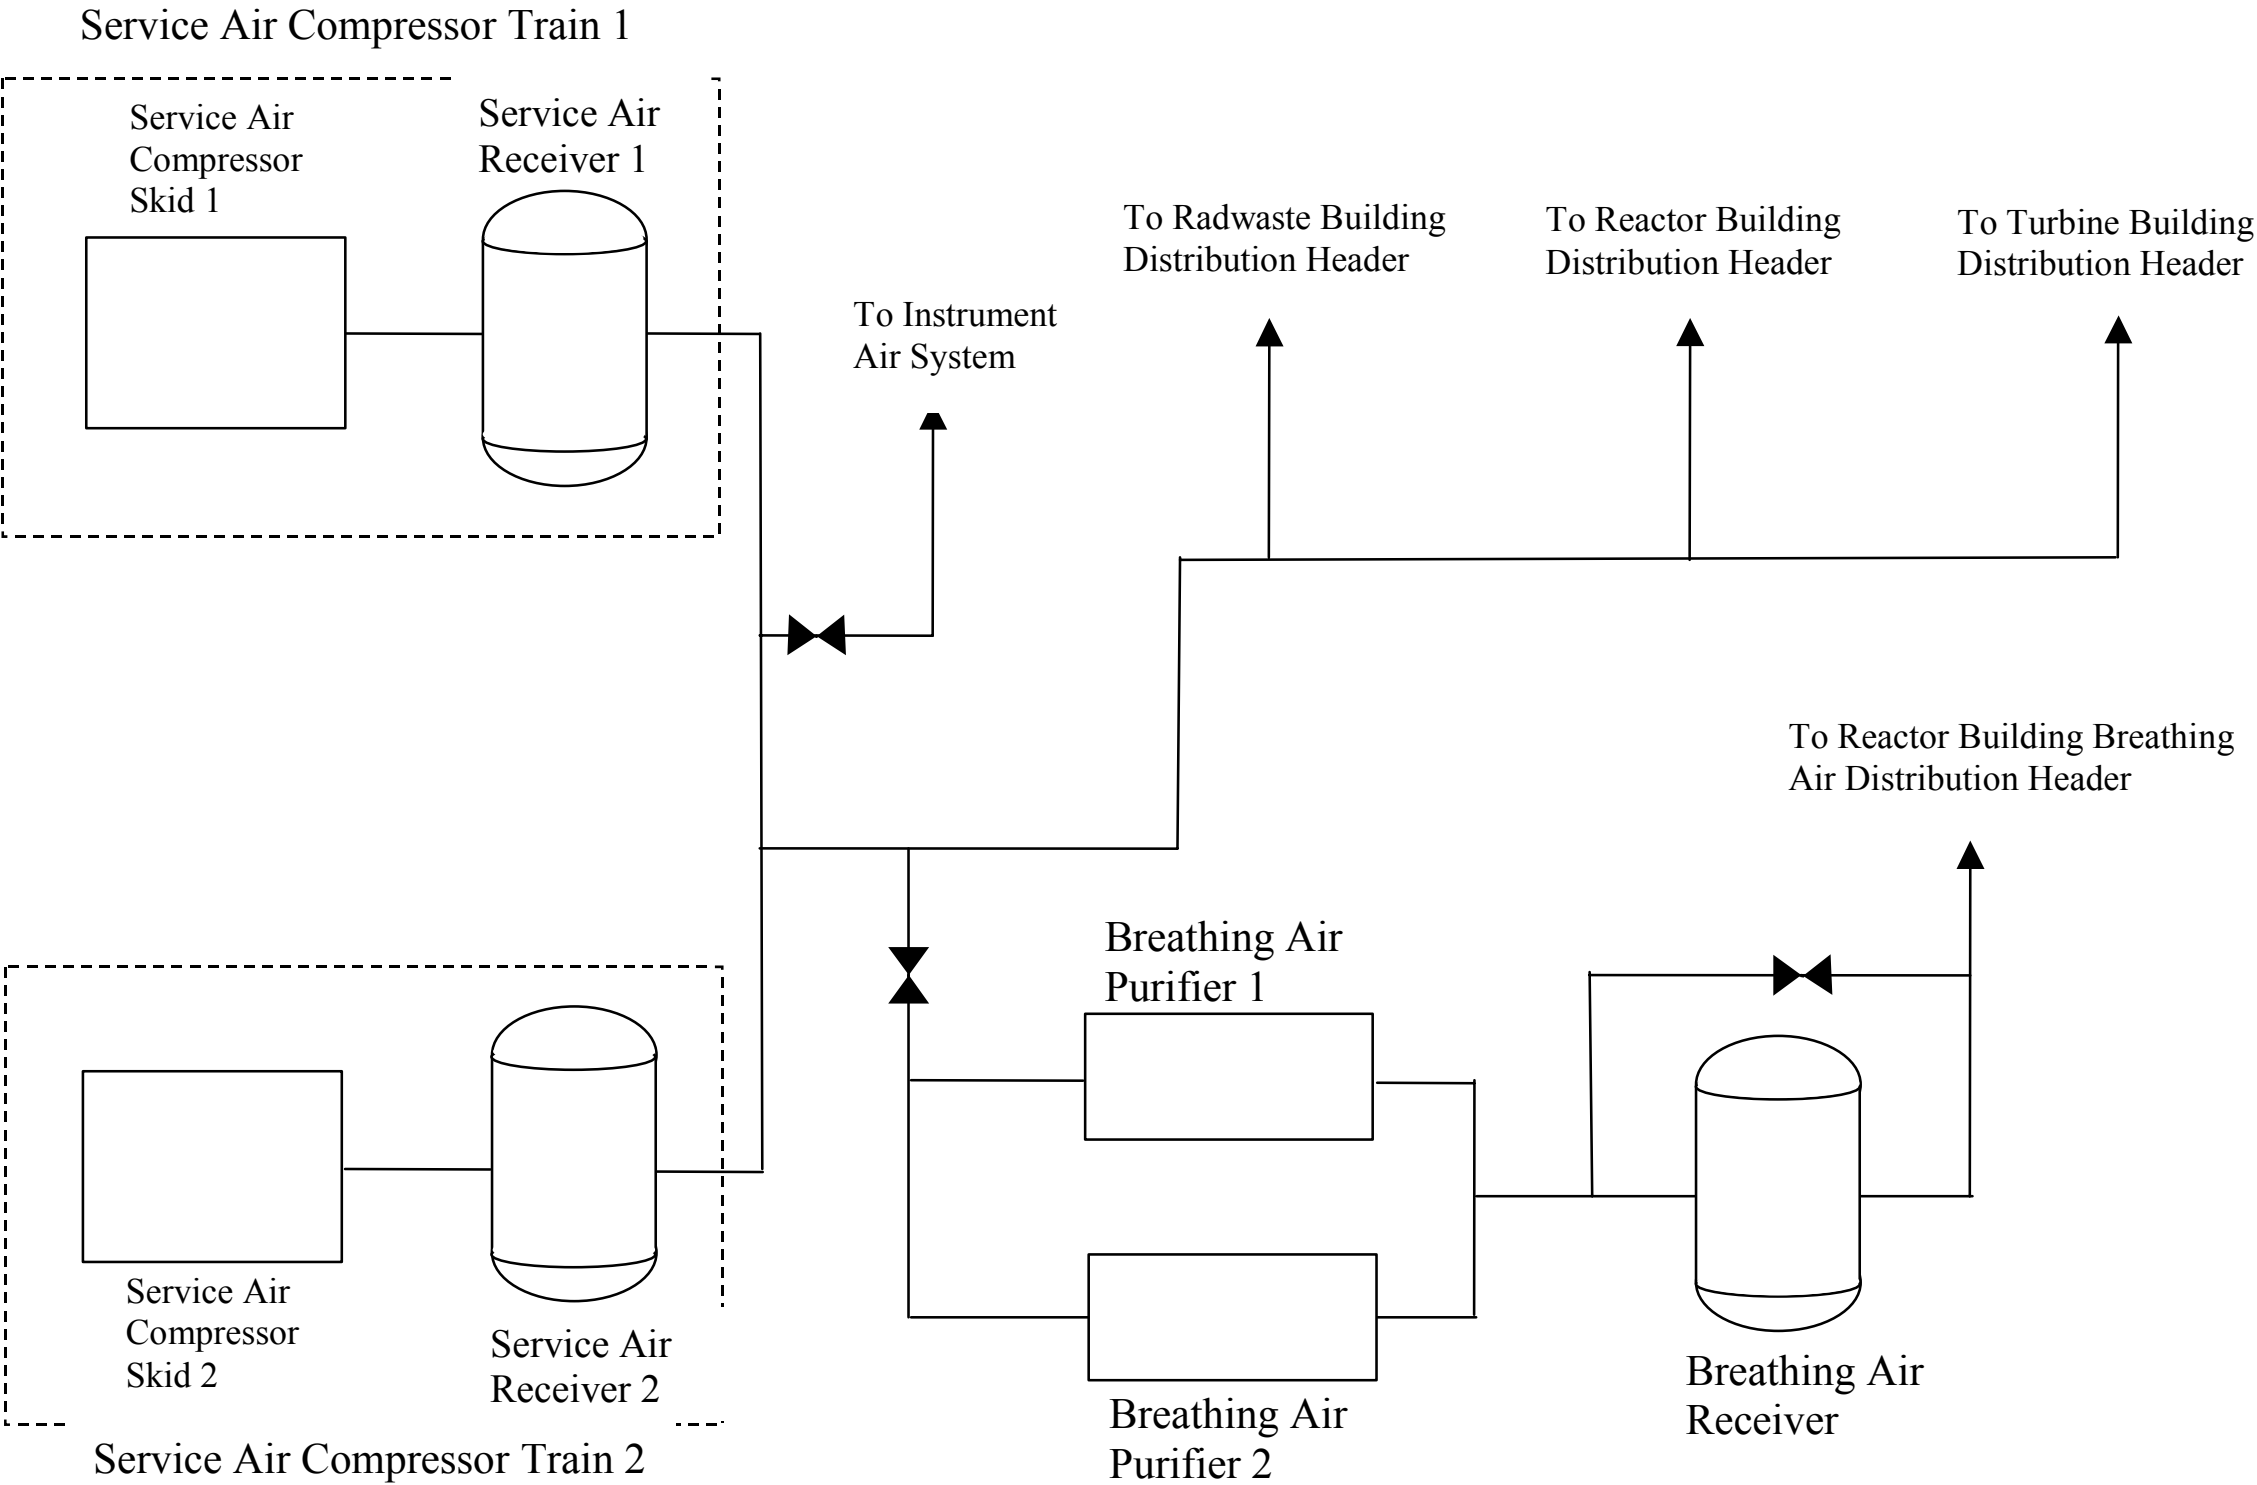 Service Air Compressor Train 1
Service Air
Compressor
Skid 1
Service Air
Receiver 1
To Instrument
Air System
To Radwaste Building
Distribution Header
To Reactor Building
Distribution Header
To Turbine Building
Distribution Header
To Reactor Building Breathing
Air Distribution Header
Breathing Air
Purifier 1
Service Air
Compressor
Skid 2
Service Air
Receiver 2
Breathing Air
Purifier 2
Breathing Air
Receiver
Service Air Compressor Train 2